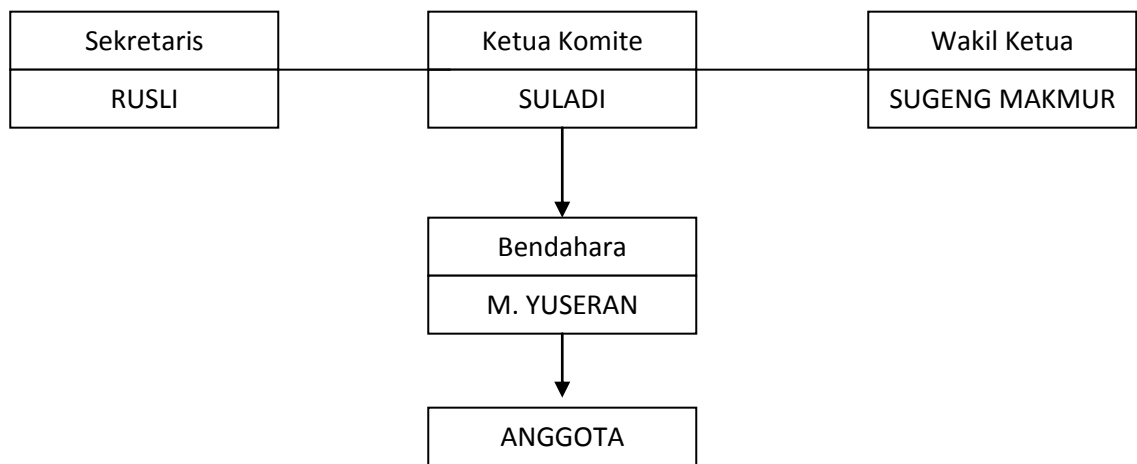 Sekretaris
Ketua Komite
Wakil Ketua
RUSLI
SULADI
SUGENG MAKMUR
Bendahara
M. YUSERAN
ANGGOTA